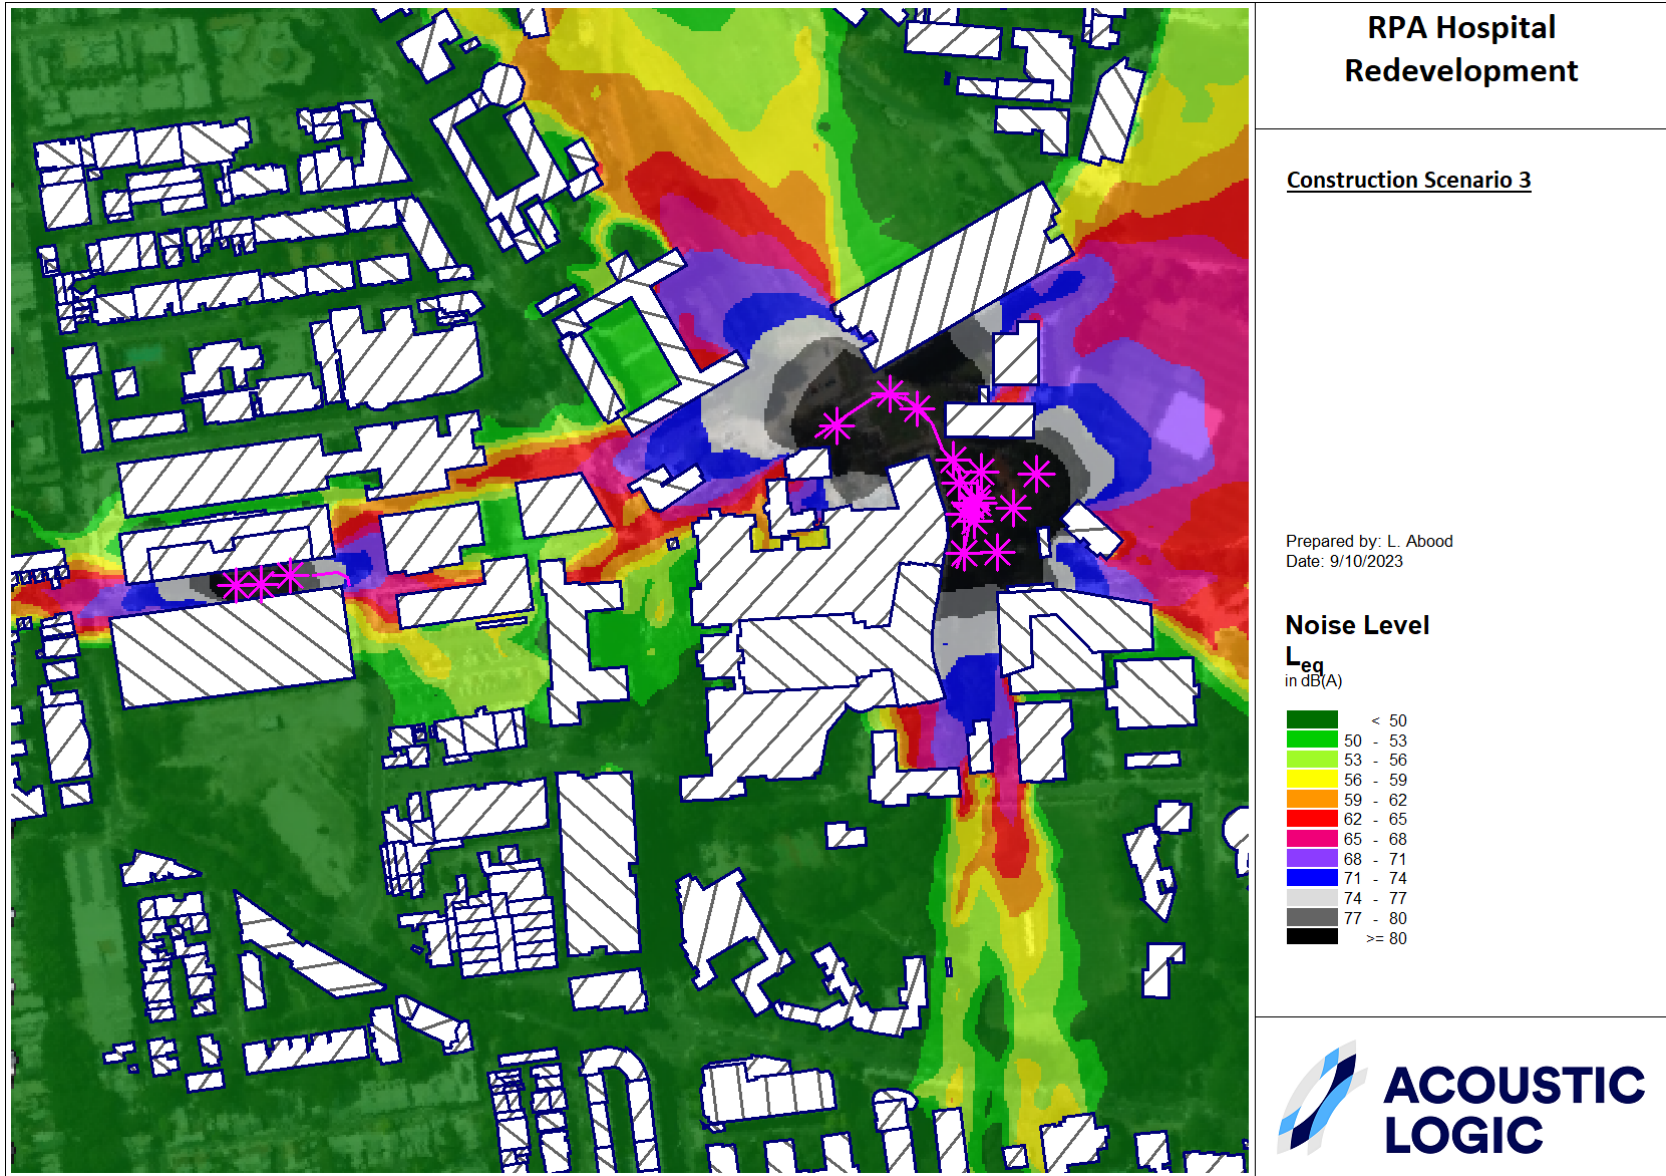 RPA Hospital
Redevelopment
Construction Scenario 3
Prepared by: L. Abood
Date: 9/10/2023
Noise Level
Leq
in dB(A)
< 50
50 - 53
53 - 56
56 - 59
59 - 62
62 - 65
65 - 68
68 - 71
71 - 74
74 - 77
77 - 80
>= 80
ACOUSTIC
LOGIC